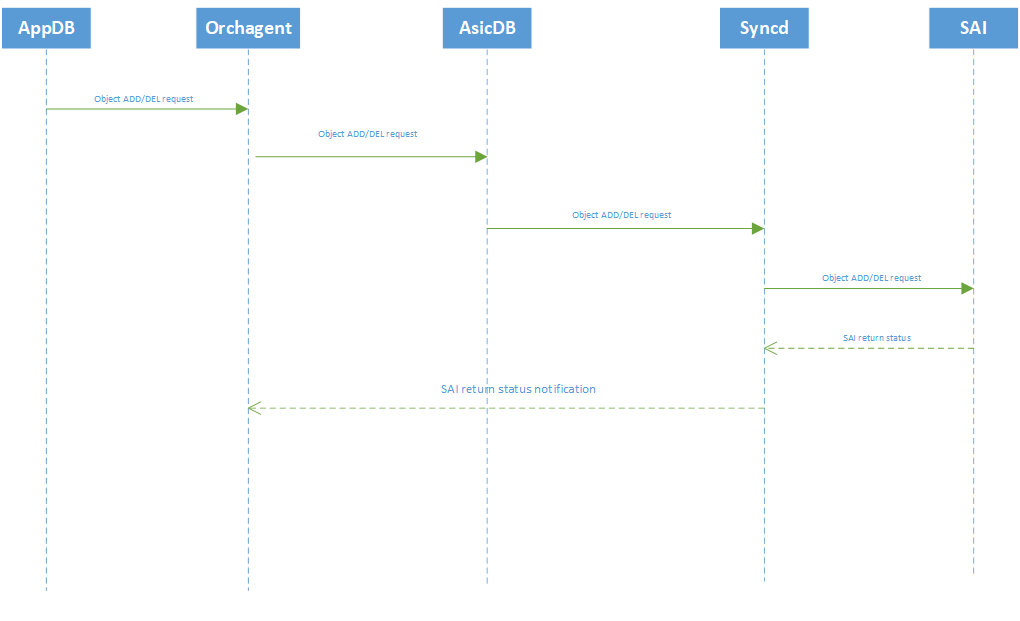 AppDB
Orchagent
AsicDB
Syncd
SAI
Object ADD/DEL request
Object ADD/DEL request
Object ADD/DEL request
Object ADD/DEL request
SAI return status
SAI return status notification